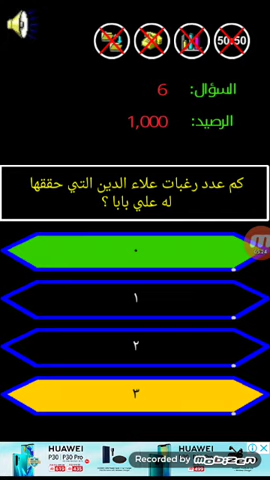 50:50
السؤال: 6
الرصيد: 1,000
كم عدد رغبات علاء الدين التي حققها
له علي بابا ؟
٠
١
٢
٣
HUAWEI
P30 | P30 Pro
HUAWEI
Recorded by
Mobizen